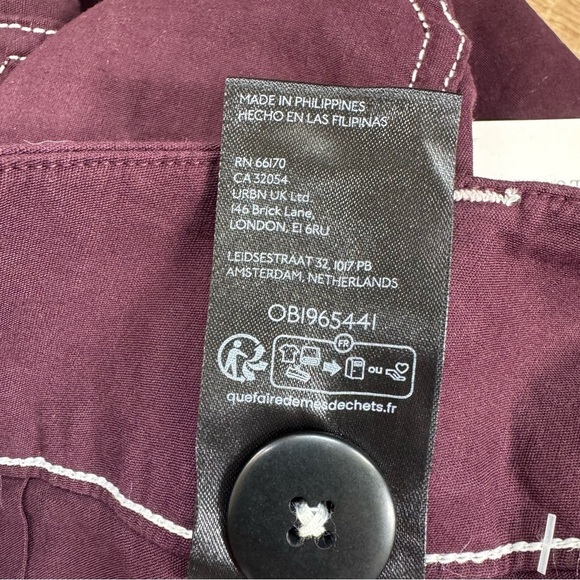 MADE IN PHILIPPINES
HECHO EN LAS FILIPINAS
RN 66170
CA 32054
URBN UK Ltd.
146 Brick Lane,
LONDON, E1 6RU
LEIDSESTRAAT 32, 1017 PB
AMSTERDAM, NETHERLANDS
OB1965441
FR
ou
quefairedemesdechets.fr